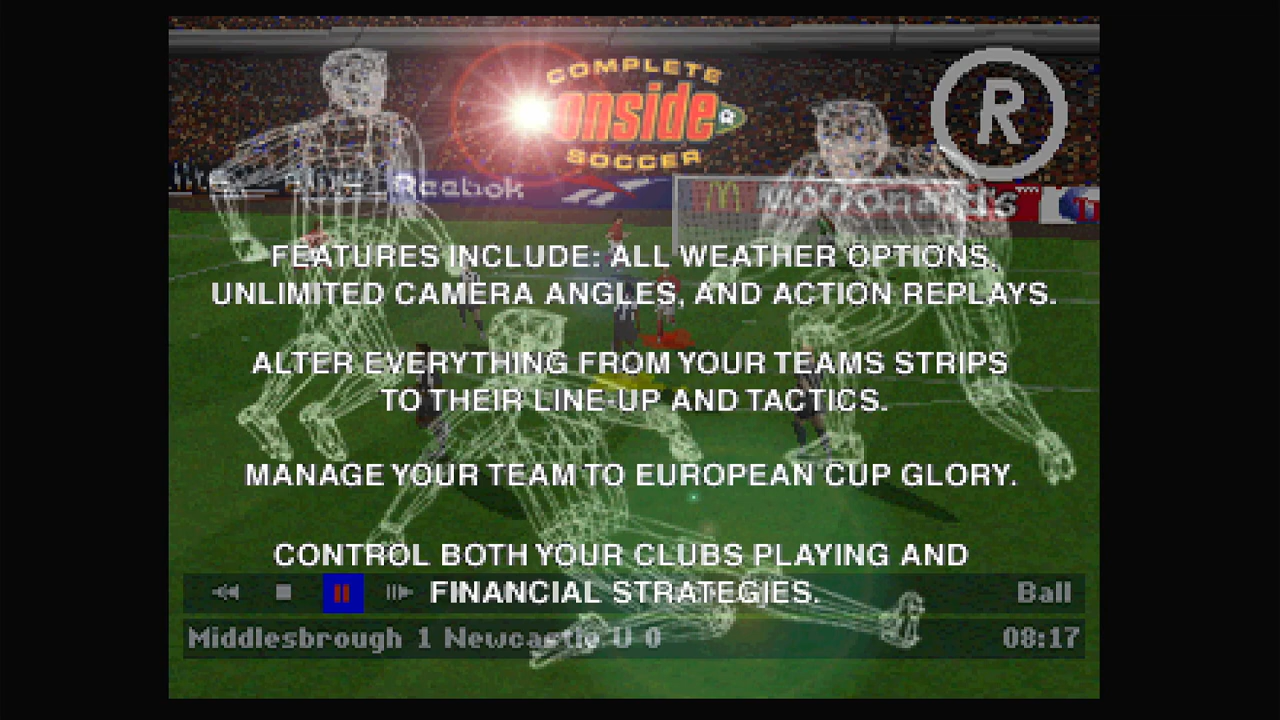 COMPLETE
onside
SOCCER
R
Reebok
McDonald's
FEATURES INCLUDE: ALL WEATHER OPTIONS,
UNLIMITED CAMERA ANGLES, AND ACTION REPLAYS.
ALTER EVERYTHING FROM YOUR TEAMS STRIPS
TO THEIR LINE-UP AND TACTICS.
MANAGE YOUR TEAM TO EUROPEAN CUP GLORY.
CONTROL BOTH YOUR CLUBS PLAYING AND
FINANCIAL STRATEGIES.
Ball
Middlesbrough 1 Newcastle U 0
08:17